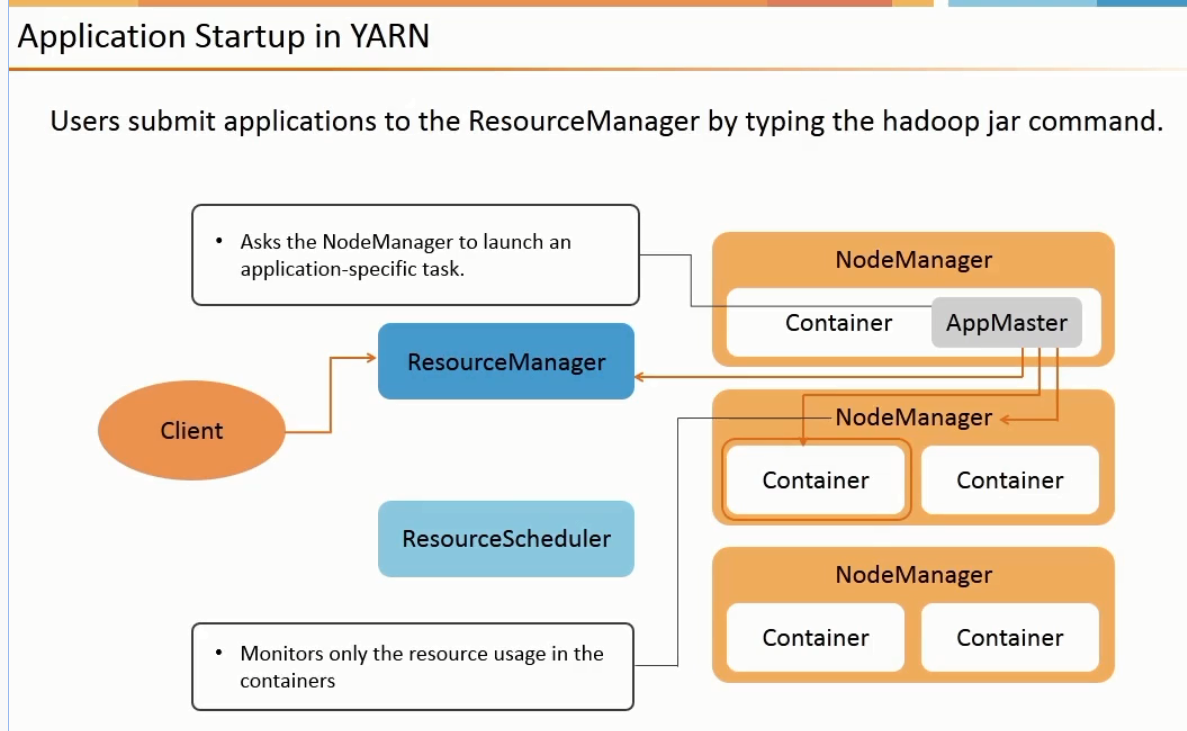 Application Startup in YARN
Users submit applications to the ResourceManager by typing the hadoop jar command.
• Asks the NodeManager to launch an
application-specific task.
NodeManager
Container
AppMaster
ResourceManager
Client
NodeManager
Container
Container
ResourceScheduler
NodeManager
Container
Container
• Monitors only the resource usage in the
containers